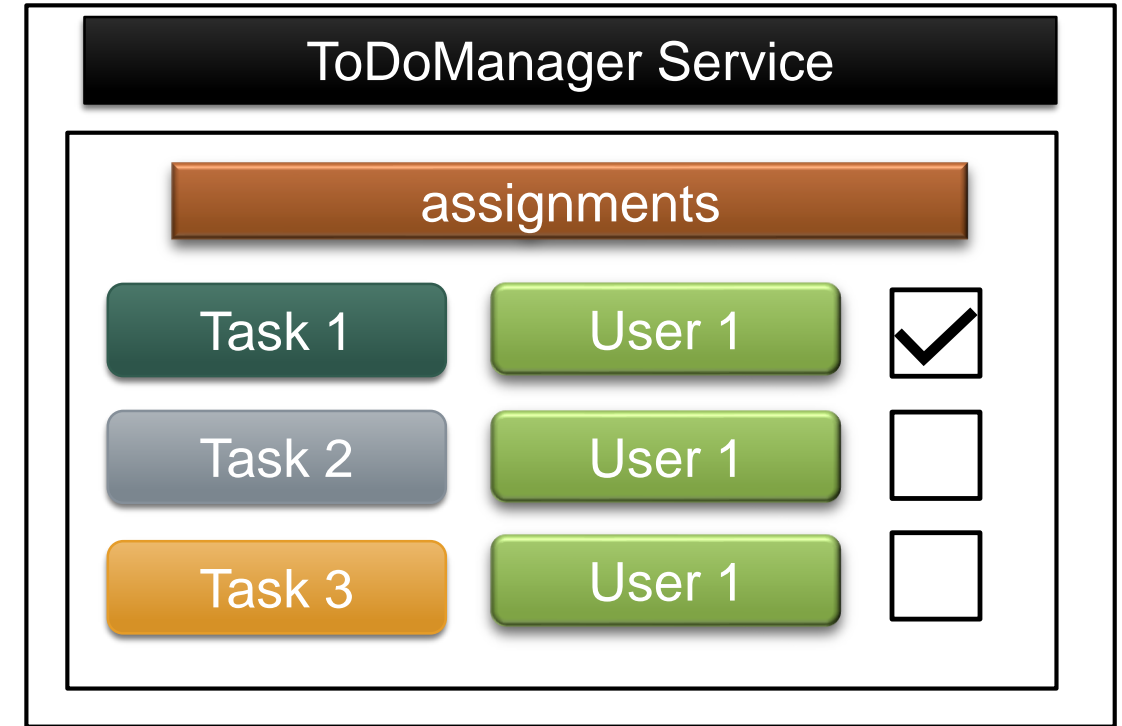 ToDoManager Service
assignments
Task 1 User 1
Task 2 User 1
Task 3 User 1